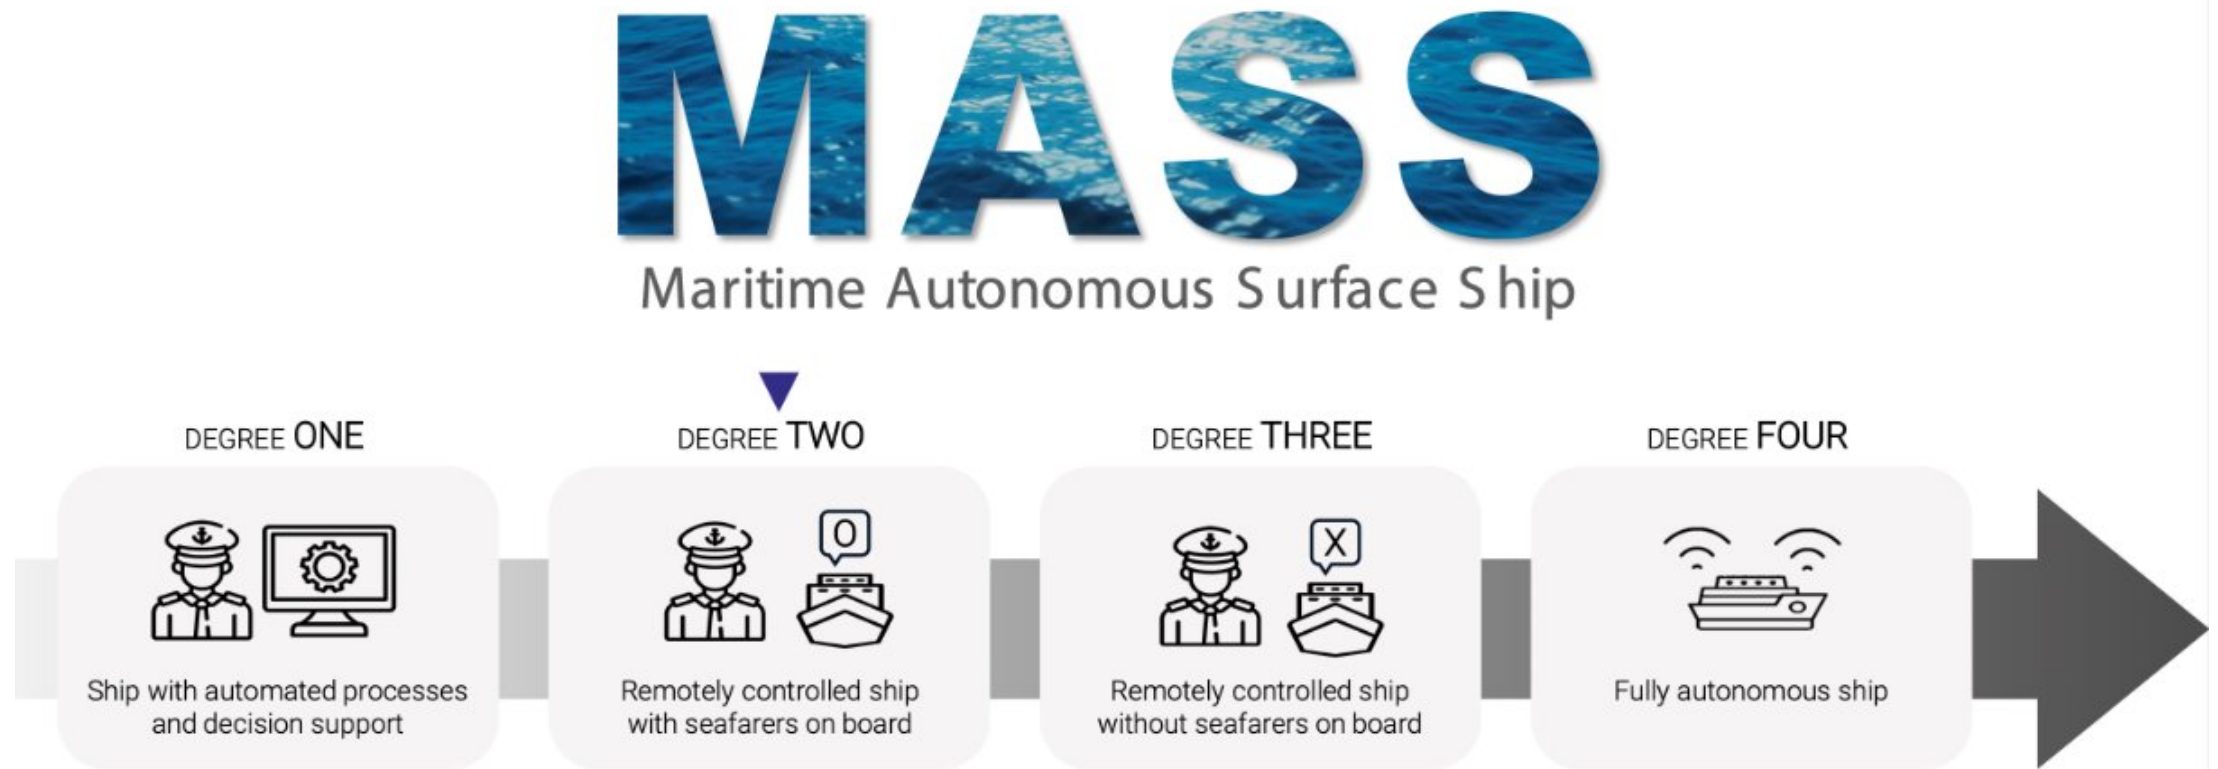 MASS
Maritime Autonomous Surface Ship
DEGREE ONE
DEGREE TWO
DEGREE THREE
DEGREE FOUR
O
X
Ship with automated processes
and decision support
Remotely controlled ship
with seafarers on board
Remotely controlled ship
without seafarers on board
Fully autonomous ship